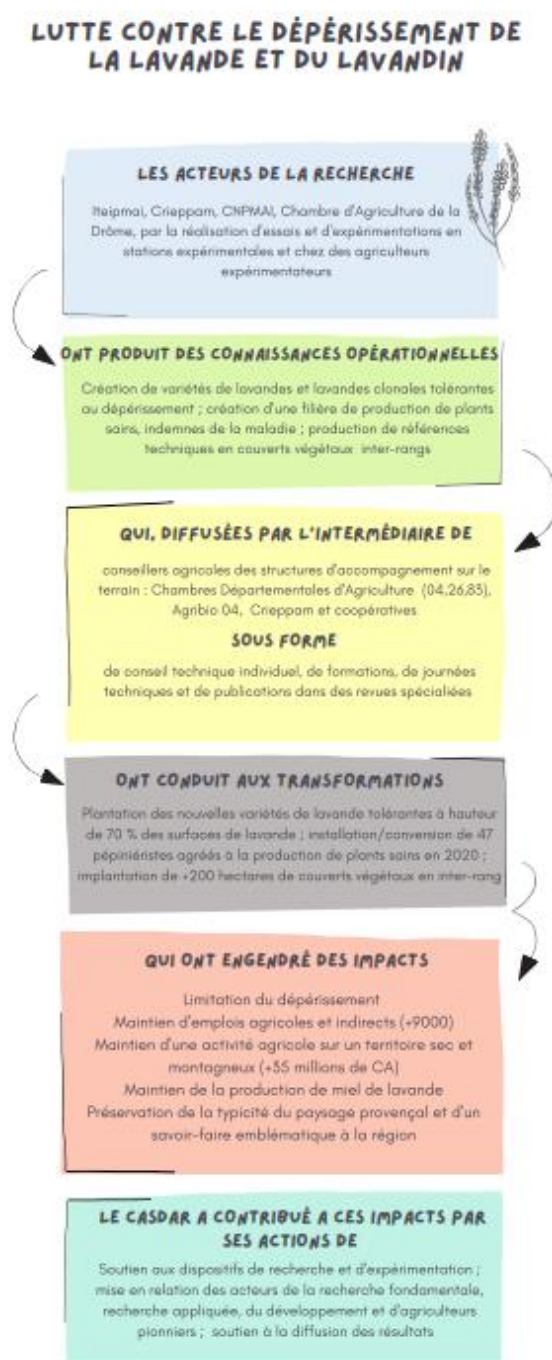 LUTTE CONTRE LE DÉPÉRISSEMENT DE
LA LAVANDE ET DU LAVANDIN
LES ACTEURS DE LA RECHERCHE
Iteipmai, Crieppam, CNPMAI, Chambre d'Agriculture de la
Drôme, par la réalisation d'essais et d'expérimentations en
stations expérimentales et chez des agriculteurs
expérimentateurs
ONT PRODUIT DES CONNAISSANCES OPÉRATIONNELLES
Création de variétés de lavandes et lavandes clonales tolérantes
au dépérissement ; création d'une filière de production de plants
sains, indemnes de la maladie ; production de références
techniques en couverts végétaux inter-rangs
QUI, DIFFUSÉES PAR L'INTERMÉDIAIRE DE
conseillers agricoles des structures d'accompagnement sur le
terrain : Chambres Départementales d'Agriculture (04,26,83),
Agribio 04, Crieppam et coopératives
SOUS FORME
de conseil technique individuel, de formations, de journées
techniques et de publications dans des revues spécialiées
ONT CONDUIT AUX TRANSFORMATIONS
Plantation des nouvelles variétés de lavande tolérantes à hauteur
de 70 % des surfaces de lavande ; installation/conversion de 47
pépiniéristes agréés à la production de plants sains en 2020 ;
implantation de +200 hectares de couverts végétaux en inter-rang
QUI ONT ENGENDRÉ DES IMPACTS
Limitation du dépérissement
Maintien d'emplois agricoles et indirects (+9000)
Maintien d'une activité agricole sur un territoire sec et
montagneux (+35 millions de CA)
Maintien de la production de miel de lavande
Préservation de la typicité du paysage provençal et d'un
savoir-faire emblématique à la région
LE CASDAR A CONTRIBUÉ A CES IMPACTS PAR
SES ACTIONS DE
Soutien aux dispositifs de recherche et d'expérimentation ;
mise en relation des acteurs de la recherche fondamentale,
recherche appliquée, du développement et d'agriculteurs
pionniers ; soutien à la diffusion des résultats